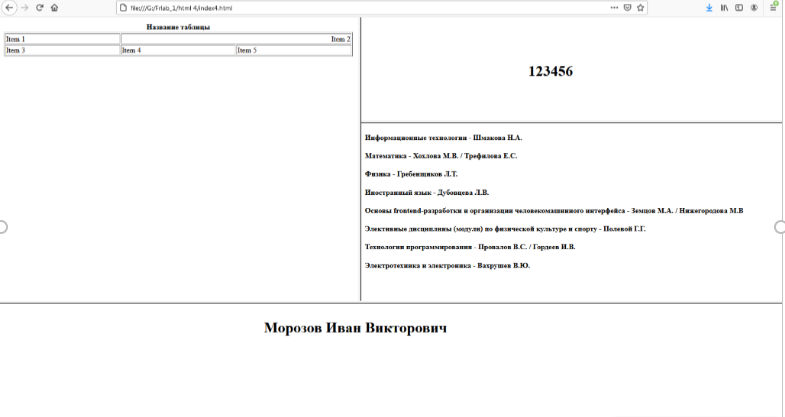 file:///G:/Frlab_1/html 4/index4.html
Название таблицы
Item 1 Item 2
Item 3 Item 4 Item 5
123456
Информационные технологии - Шмакова Н.А.
Математика - Хохлова М.В. / Трефилова Е.С.
Физика - Гребенщиков Л.Т.
Иностранный язык - Дубовцева Л.В.
Основы frontend-разработки и организации человекомашинного интерфейса - Земцов М.А. / Нижегородова М.В
Элективные дисциплины (модули) по физической культуре и спорту - Полевой Г.Г.
Технологии программирования - Пропалов В.С. / Гордеев И.В.
Электротехника и электроника - Вахрушев В.Ю.
Морозов Иван Викторович